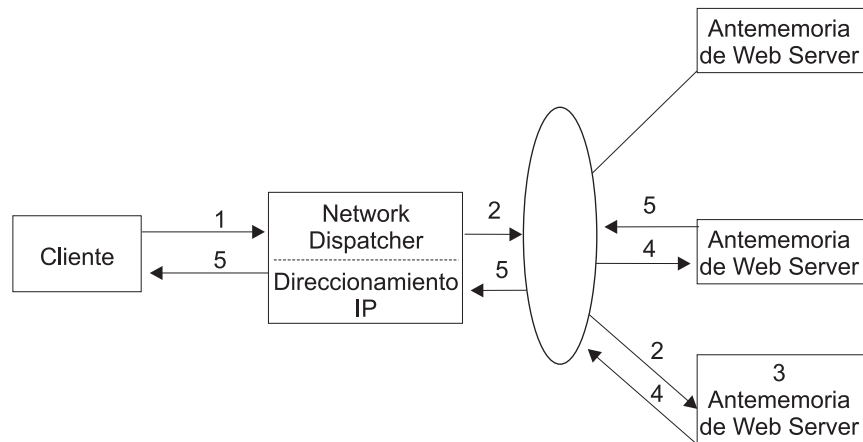 Antememoria
de Web Server
1
5
Cliente
Network
Dispatcher
Direccionamiento
IP
2
5
5
4
Antememoria
de Web Server
2
4
3
Antememoria
de Web Server